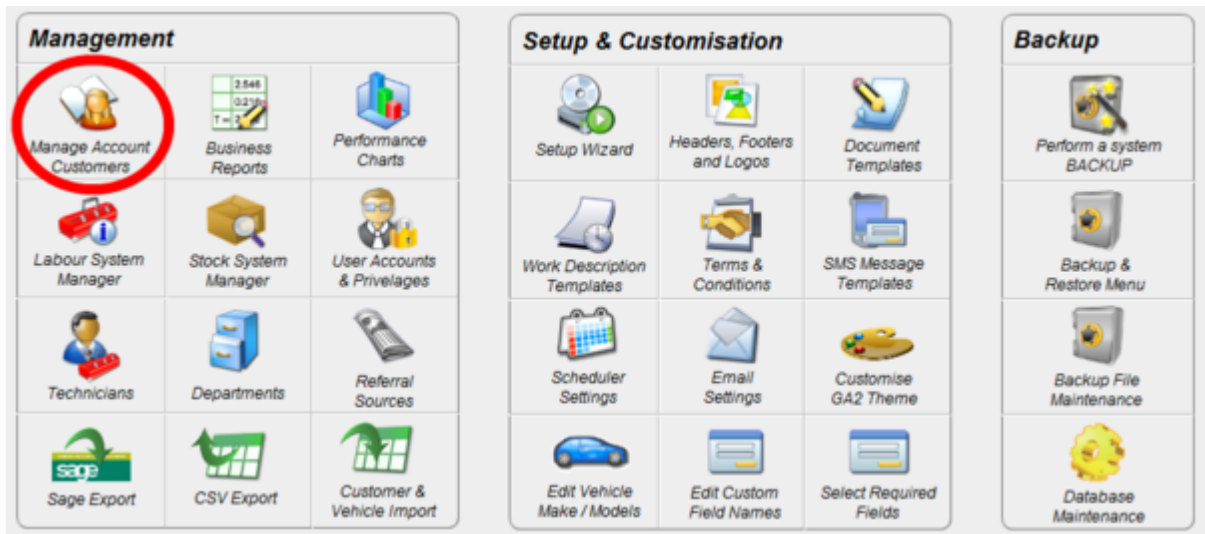 Management
2.546
0.216
T=
Manage Account
Customers
Business
Reports
Performance
Charts
Labour System
Manager
Stock System
Manager
User Accounts
& Privelages
Technicians
Departments
Referral
Sources
sage
Sage Export
CSV Export
Customer &
Vehicle Import
Setup & Customisation
Setup Wizard
Headers, Footers
and Logos
Document
Templates
Work Description
Templates
Terms &
Conditions
SMS Message
Templates
Scheduler
Settings
Email
Settings
Customise
GA2 Theme
Edit Vehicle
Make / Models
Edit Custom
Field Names
Select Required
Fields
Backup
Perform a system
BACKUP
Backup &
Restore Menu
Backup File
Maintenance
Database
Maintenance